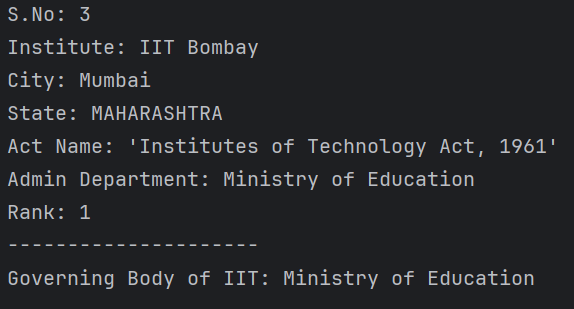 S.No: 3
Institute: IIT Bombay
City: Mumbai
State: MAHARASHTRA
Act Name: 'Institutes of Technology Act, 1961'
Admin Department: Ministry of Education
Rank: 1
---------------------
Governing Body of IIT: Ministry of Education